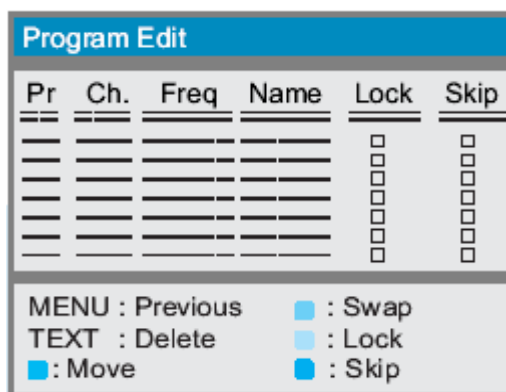 Program Edit
Pr Ch. Freq Name Lock Skip
MENU : Previous : Swap
TEXT : Delete : Lock
: Move : Skip